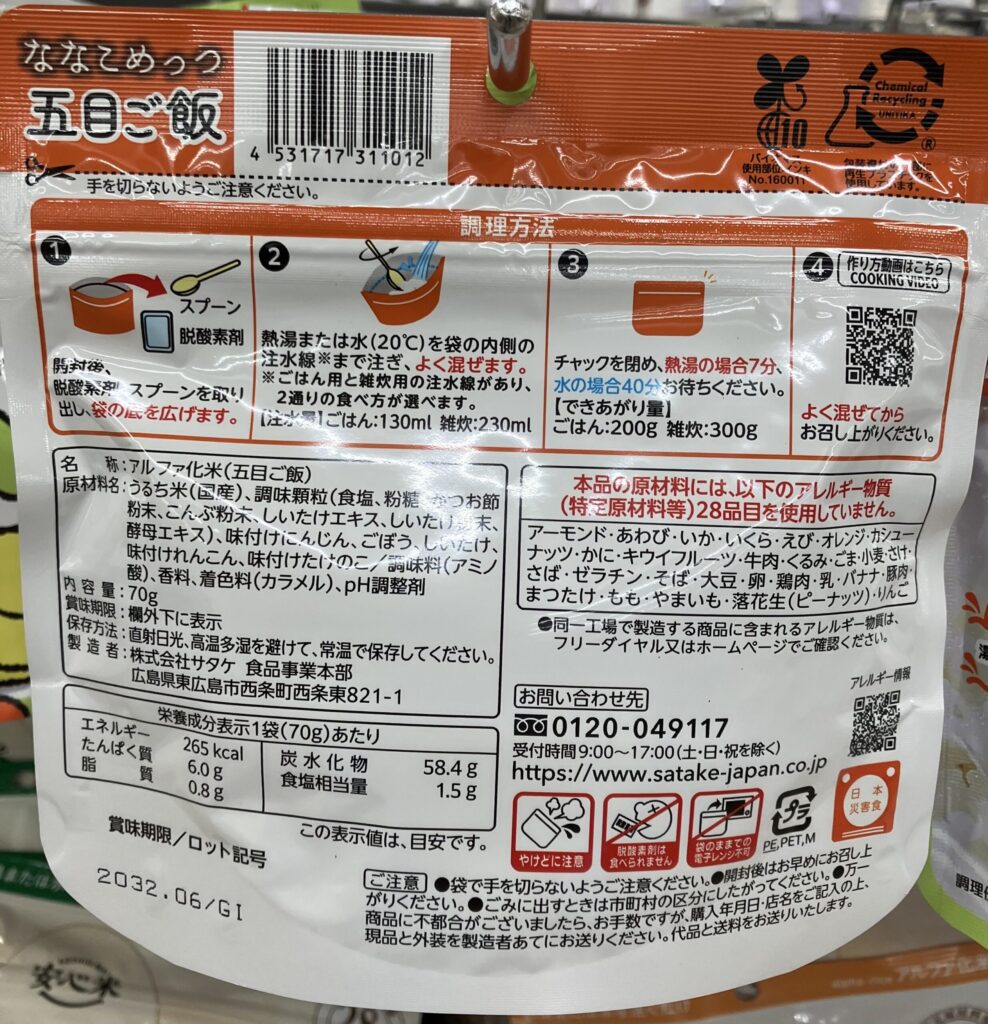 ななこめっつ
五目ご飯
4 531717 311012
Chemical
Recycling
UNITIKA
®
使用部位:インキ
No.160011
再生プラスチックを
使用しています。
手を切らないようご注意ください。
調理方法
1
スプーン
脱酸素剤
開封後、
脱酸素剤、スプーンを取り
出し、袋の底を広げます。
2
熱湯または水(20℃)を袋の内側の
注水線※まで注ぎ、よく混ぜます。
※ごはん用と雑炊用の注水線があり、
2通りの食べ方が選べます。
【注水量】ごはん:130ml 雑炊:230ml
3
チャックを閉め、熱湯の場合7分、
水の場合40分お待ちください。
【できあがり量】
ごはん:200g 雑炊:300g
4
作り方動画はこちら
COOKING VIDEO
よく混ぜてから
お召し上がりください。
名 称:アルファ化米(五目ご飯)
原材料名:うるち米(国産)、調味顆粒(食塩、粉糖、かつお節
粉末、こんぶ粉末、しいたけエキス、しいたけ粉末、
酵母エキス)、味付けにんじん、ごぼう、しいたけ、
味付けれんこん、味付けたけのこ/調味料(アミノ
酸)、香料、着色料(カラメル)、pH調整剤
内容量:70g
賞味期限:欄外下に表示
保存方法:直射日光、高温多湿を避けて、常温で保存してください。
製造者:株式会社サタケ 食品事業本部
広島県東広島市西条町西条東821-1
栄養成分表示1袋(70g)あたり
エネルギー 265 kcal
たんぱく質 6.0 g
脂質 0.8 g
炭水化物 58.4 g
食塩相当量 1.5 g
この表示値は、目安です。
賞味期限/ロット記号
2032.06/GI
本品の原材料には、以下のアレルギー物質
(特定原材料等)28品目を使用していません。
アーモンド・あわび・いか・いくら・えび・オレンジ・カシュー
ナッツ・かに・キウイフルーツ・牛肉・くるみ・ごま・小麦・さけ・
さば・ゼラチン・そば・大豆・卵・鶏肉・乳・バナナ・豚肉・
まつたけ・もも・やまいも・落花生(ピーナッツ)・りんご
●同一工場で製造する商品に含まれるアレルギー物質は、
フリーダイヤル又はホームページでご確認ください。
アレルギー情報
お問い合わせ先
0120-049117
受付時間9:00〜17:00(土・日・祝を除く)
https://www.satake-japan.co.jp
やけどに注意
脱酸素剤は
食べられません
袋のままでの
電子レンジ不可
プラ
PE,PET,M
日本
災害食
ご注意 ●袋で手を切らないようご注意ください。●開封後はお早めにお召し上
がりください。●ごみに出すときは市町村の区分にしたがってください。●万一
商品に不都合がございましたら、お手数ですが、購入年月日・店名をご記入の上、
現品と外装を製造者あてにお送りください。代品と送料をお送りいたします。
安心米
調理
アルファ化米